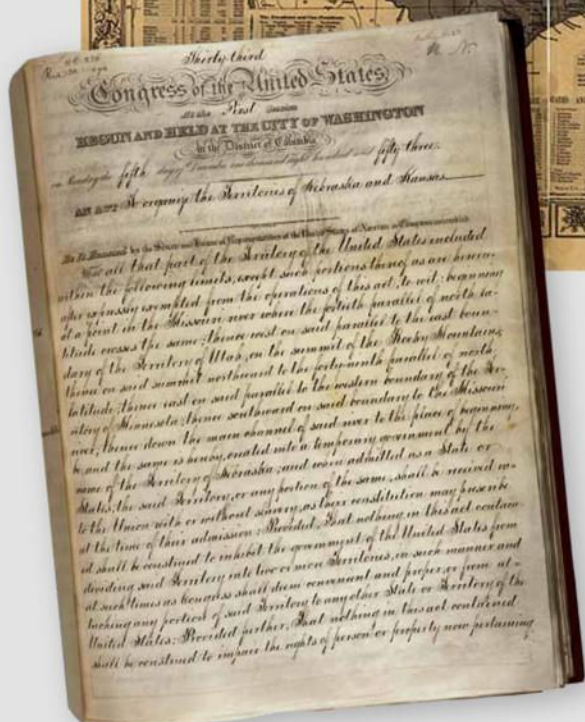 Thirty-third
Congress of the United States,
At the First Session
BEGUN AND HELD AT THE CITY OF WASHINGTON
in the District of Columbia
on Monday the fifth day of December one thousand eight hundred and fifty three.
AN ACT To organize the Territories of Nebraska and Kansas.
Be It Enacted by the Senate and House of Representatives of the United States of America in Congress assembled
That all that part of the Territory of the United States included
within the following limits, except such portions thereof as are herein-
after expressly exempted from the operations of this act, to wit: beginning
at a point in the Missouri river where the fortieth parallel of north la-
titude crosses the same; thence west on said parallel to the east boun-
dary of the Territory of Utah, on the summit of the Rocky Mountains;
thence on said summit northward to the forty-ninth parallel of north
latitude; thence east on said parallel to the western boundary of the Ter-
ritory of Minnesota; thence southward on said boundary to the Missouri
river; thence down the main channel of said river to the place of beginning,
be, and the same is hereby, created into a temporary government by the
name of the Territory of Nebraska; and when admitted as a State or
States, the said Territory, or any portion of the same, shall be received in-
to the Union with or without slavery, as their constitution may prescribe
at the time of their admission: Provided, That nothing in this act contain-
ed shall be construed to inhibit the government of the United States from
dividing said Territory into two or more Territories, in such manner and
at such times as Congress shall deem convenient and proper, or from at-
taching any portion of said Territory to any other State or Territory of the
United States: Provided further, That nothing in this act contained
shall be construed to impair the rights of person or property now pertaining